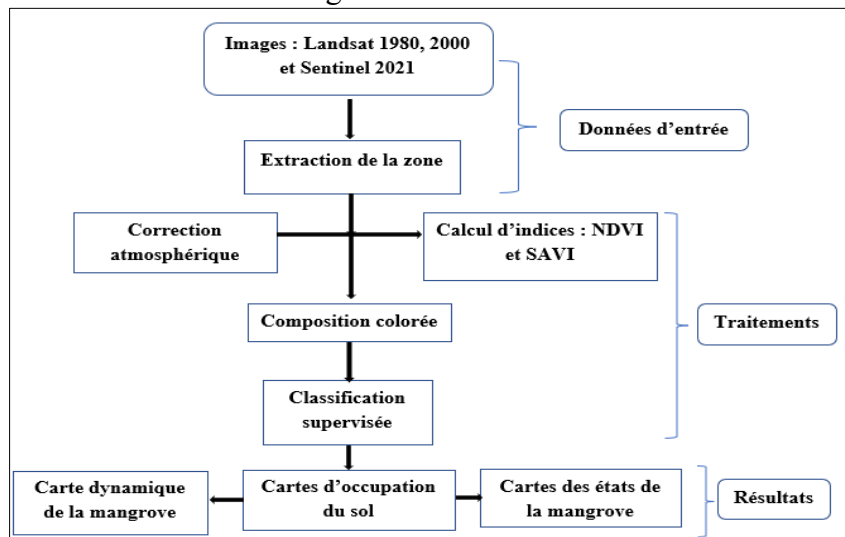 Images : Landsat 1980, 2000
et Sentinel 2021
Données d'entrée
Extraction de la zone
Correction
atmosphérique
Calcul d'indices : NDVI
et SAVI
Composition colorée
Traitements
Classification
supervisée
Carte dynamique
de la mangrove
Cartes d'occupation
du sol
Cartes des états de
la mangrove
Résultats